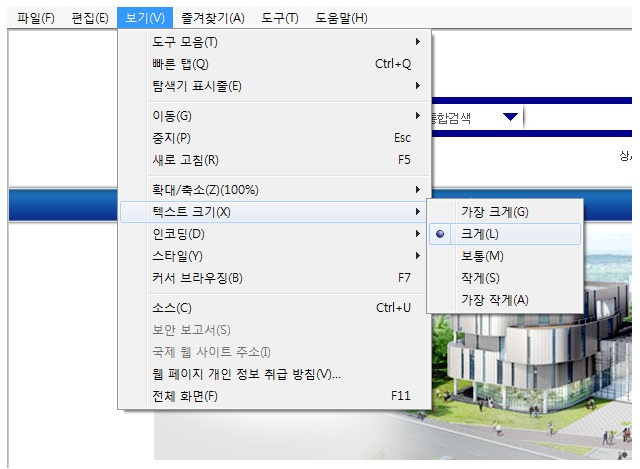 파일(F) 편집(E) 보기(V) 즐겨찾기(A) 도구(T) 도움말(H)
도구 모음(T)
빠른 탭(Q) Ctrl+Q
탐색기 표시줄(E)
이동(G)
중지(P) Esc
새로 고침(R) F5
확대/축소(Z)(100%)
텍스트 크기(X)
인코딩(D)
스타일(Y)
커서 브라우징(B) F7
소스(C) Ctrl+U
보안 보고서(S)
국제 웹 사이트 주소(I)
웹 페이지 개인 정보 취급 방침(V)...
전체 화면(F) F11
통합검색
가장 크게(G)
크게(L)
보통(M)
작게(S)
가장 작게(A)